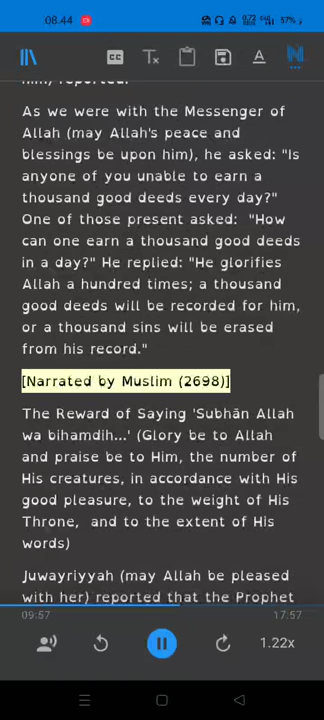 08.44
57%
him) reported:
As we were with the Messenger of
Allah (may Allah's peace and
blessings be upon him), he asked: "Is
anyone of you unable to earn a
thousand good deeds every day?"
One of those present asked: "How
can one earn a thousand good deeds
in a day?" He replied: "He glorifies
Allah a hundred times; a thousand
good deeds will be recorded for him,
or a thousand sins will be erased
from his record."
[Narrated by Muslim (2698)]
The Reward of Saying 'Subhān Allah
wa bihamdih...' (Glory be to Allah
and praise be to Him, the number of
His creatures, in accordance with His
good pleasure, to the weight of His
Throne, and to the extent of His
words)
Juwayriyyah (may Allah be pleased
with her) reported that the Prophet
09:57
17:57
1.22x